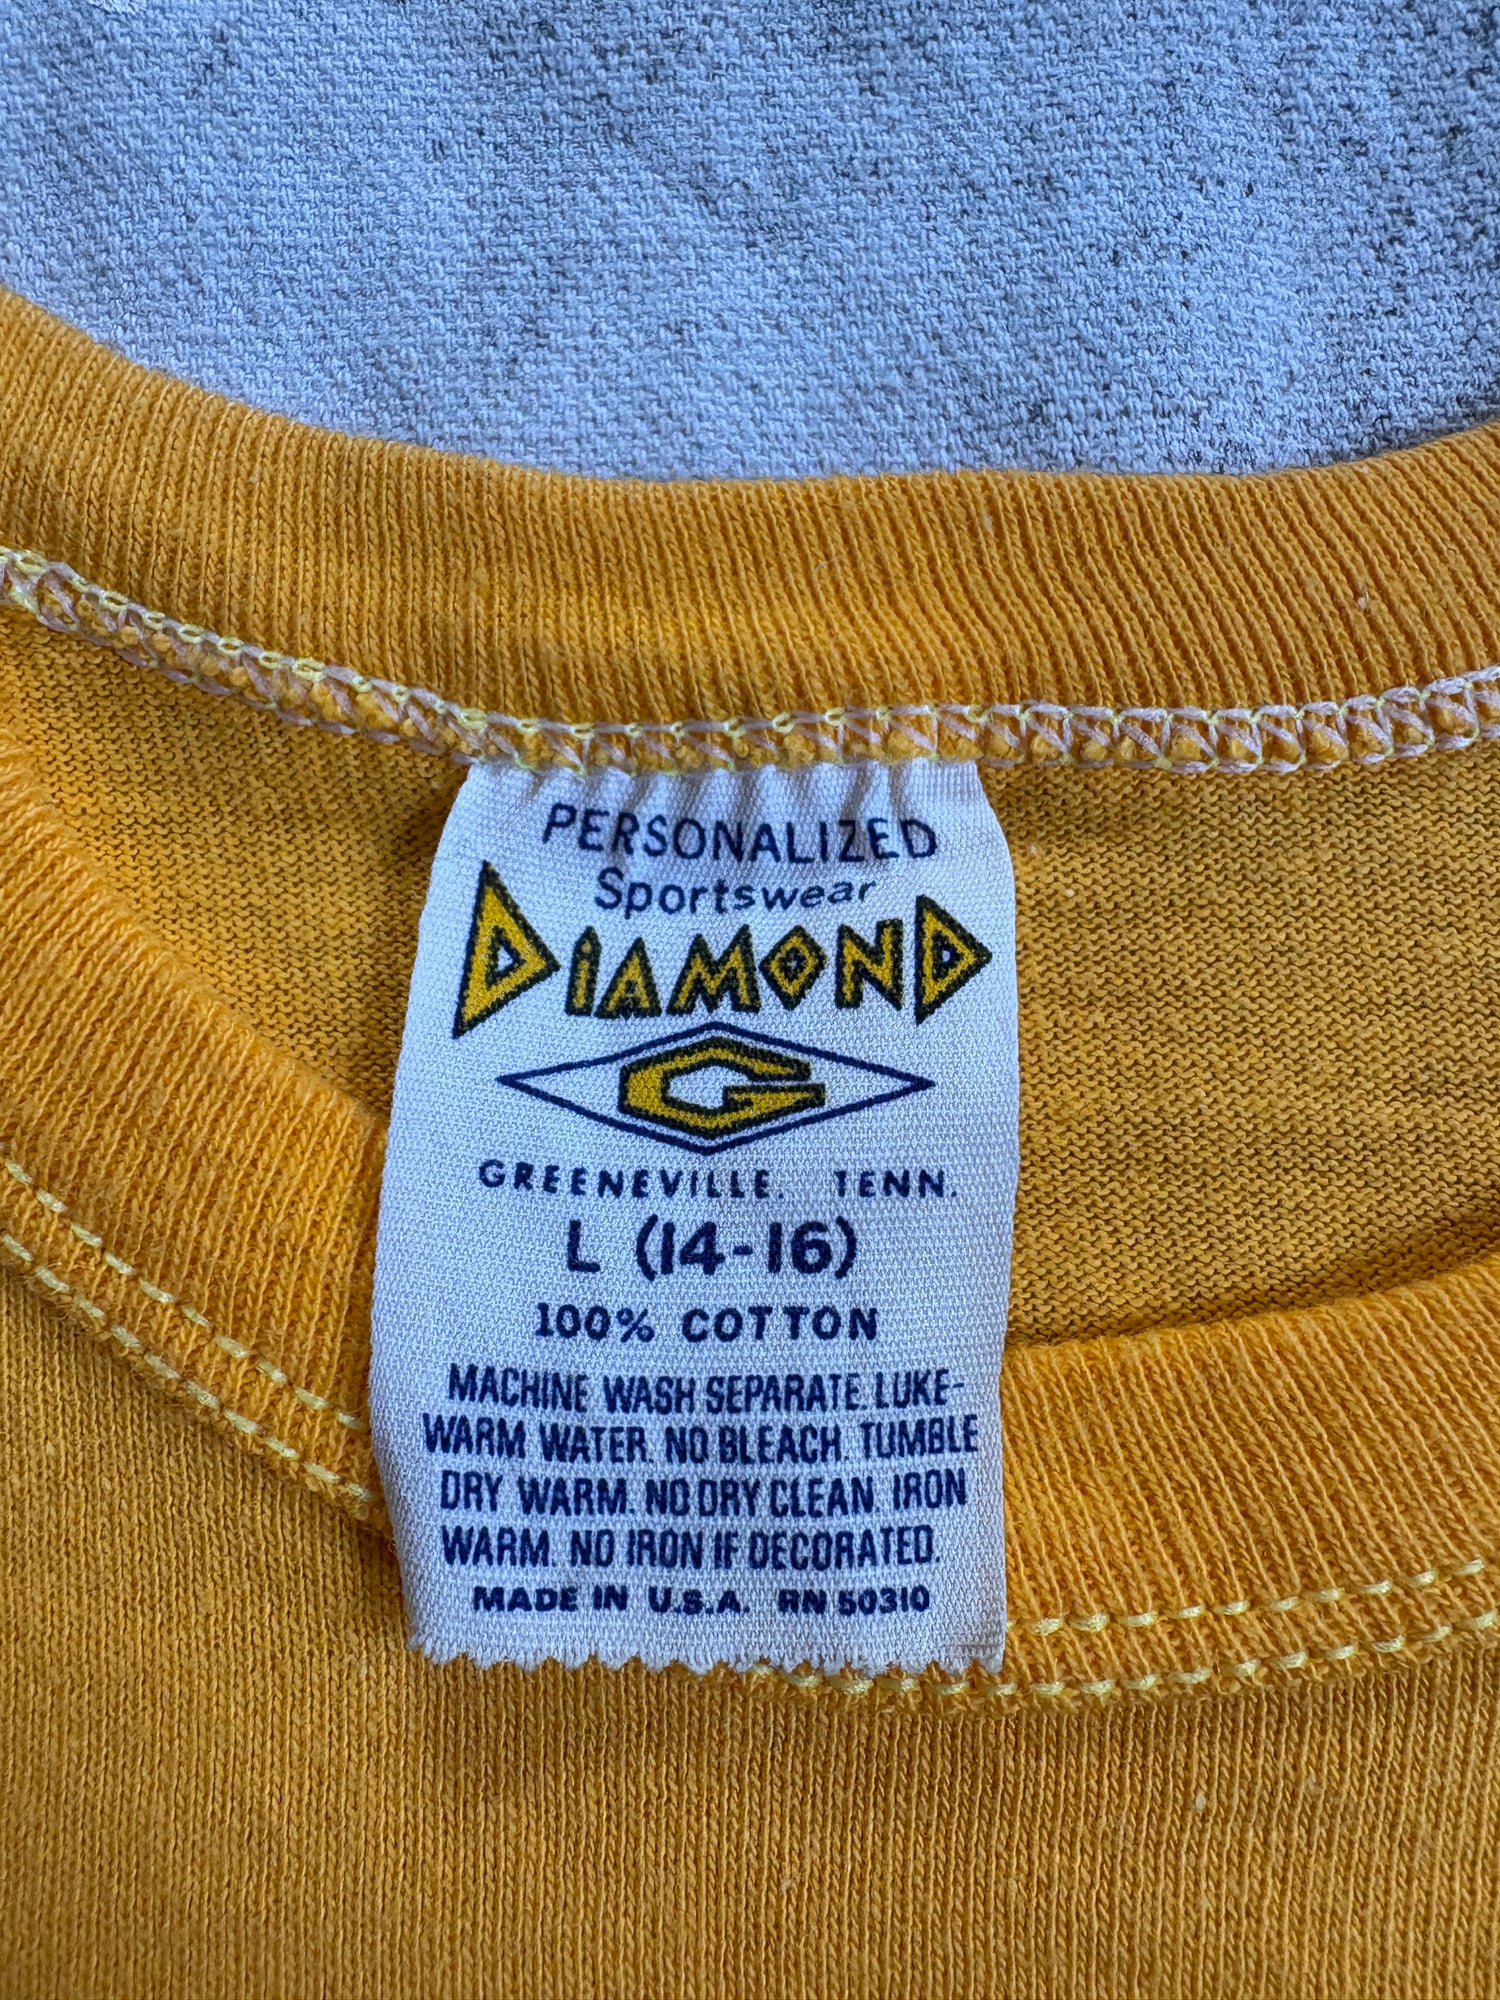 PERSONALIZED
Sportswear
DiAMOND
G
GREENEVILLE. TENN.
L (14-16)
100% COTTON
MACHINE WASH SEPARATE. LUKE-
WARM WATER. NO BLEACH. TUMBLE
DRY WARM. NO DRY CLEAN. IRON
WARM. NO IRON IF DECORATED.
MADE IN U.S.A. RN 50310